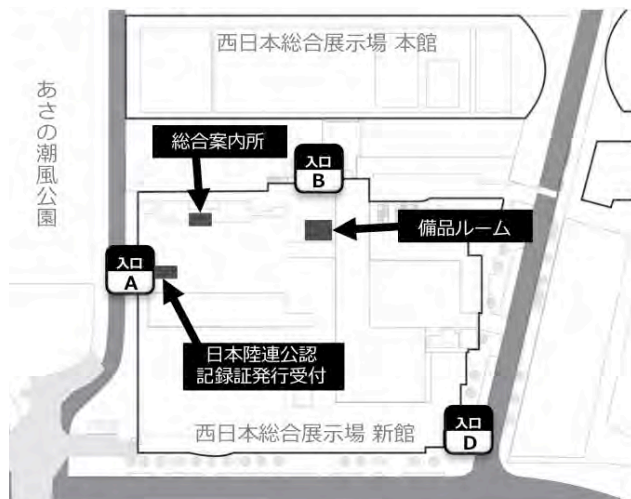 西日本総合展示場 本館
あさの潮風公園
総合案内所
入口
B
備品ルーム
入口
A
日本陸連公認
記録証発行受付
西日本総合展示場 新館
入口
D